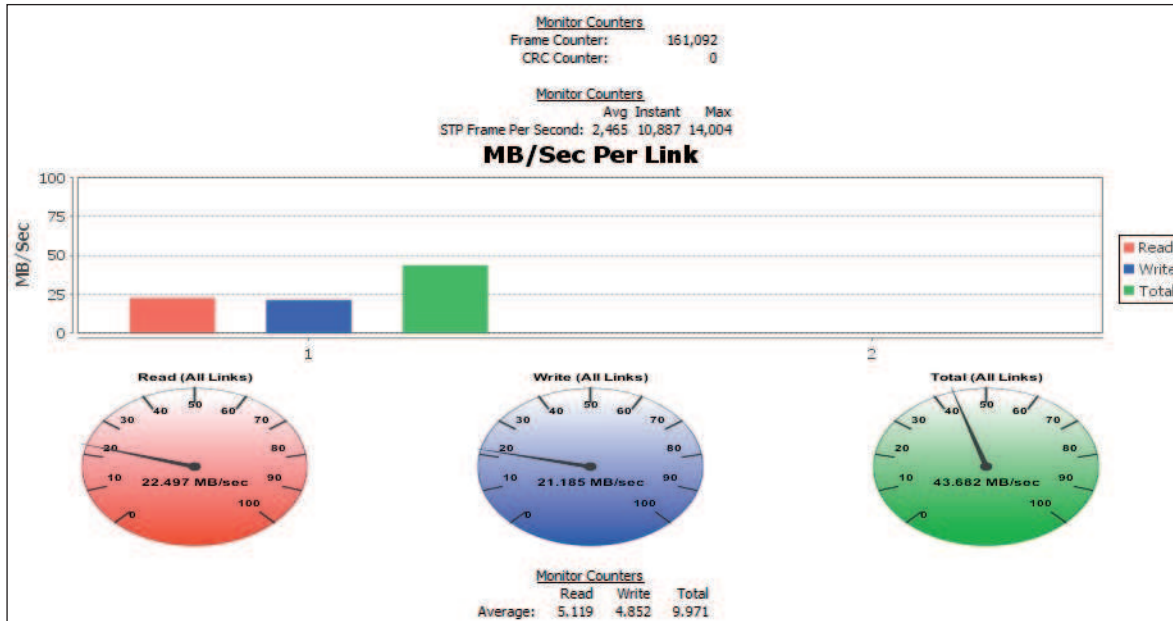 Monitor Counters
Frame Counter: 161,092
CRC Counter: 0
Monitor Counters
Avg Instant Max
STP Frame Per Second: 2,465 10,887 14,004
MB/Sec Per Link
100
75
50
25
0
MB/Sec
1 2
Read
Write
Total
Read (All Links)
0 10 20 30 40 50 60 70 80 90 100
22.497 MB/sec
Write (All Links)
0 10 20 30 40 50 60 70 80 90 100
21.185 MB/sec
Total (All Links)
0 10 20 30 40 50 60 70 80 90 100
43.682 MB/sec
Monitor Counters
Read Write Total
Average: 5.119 4.852 9.971